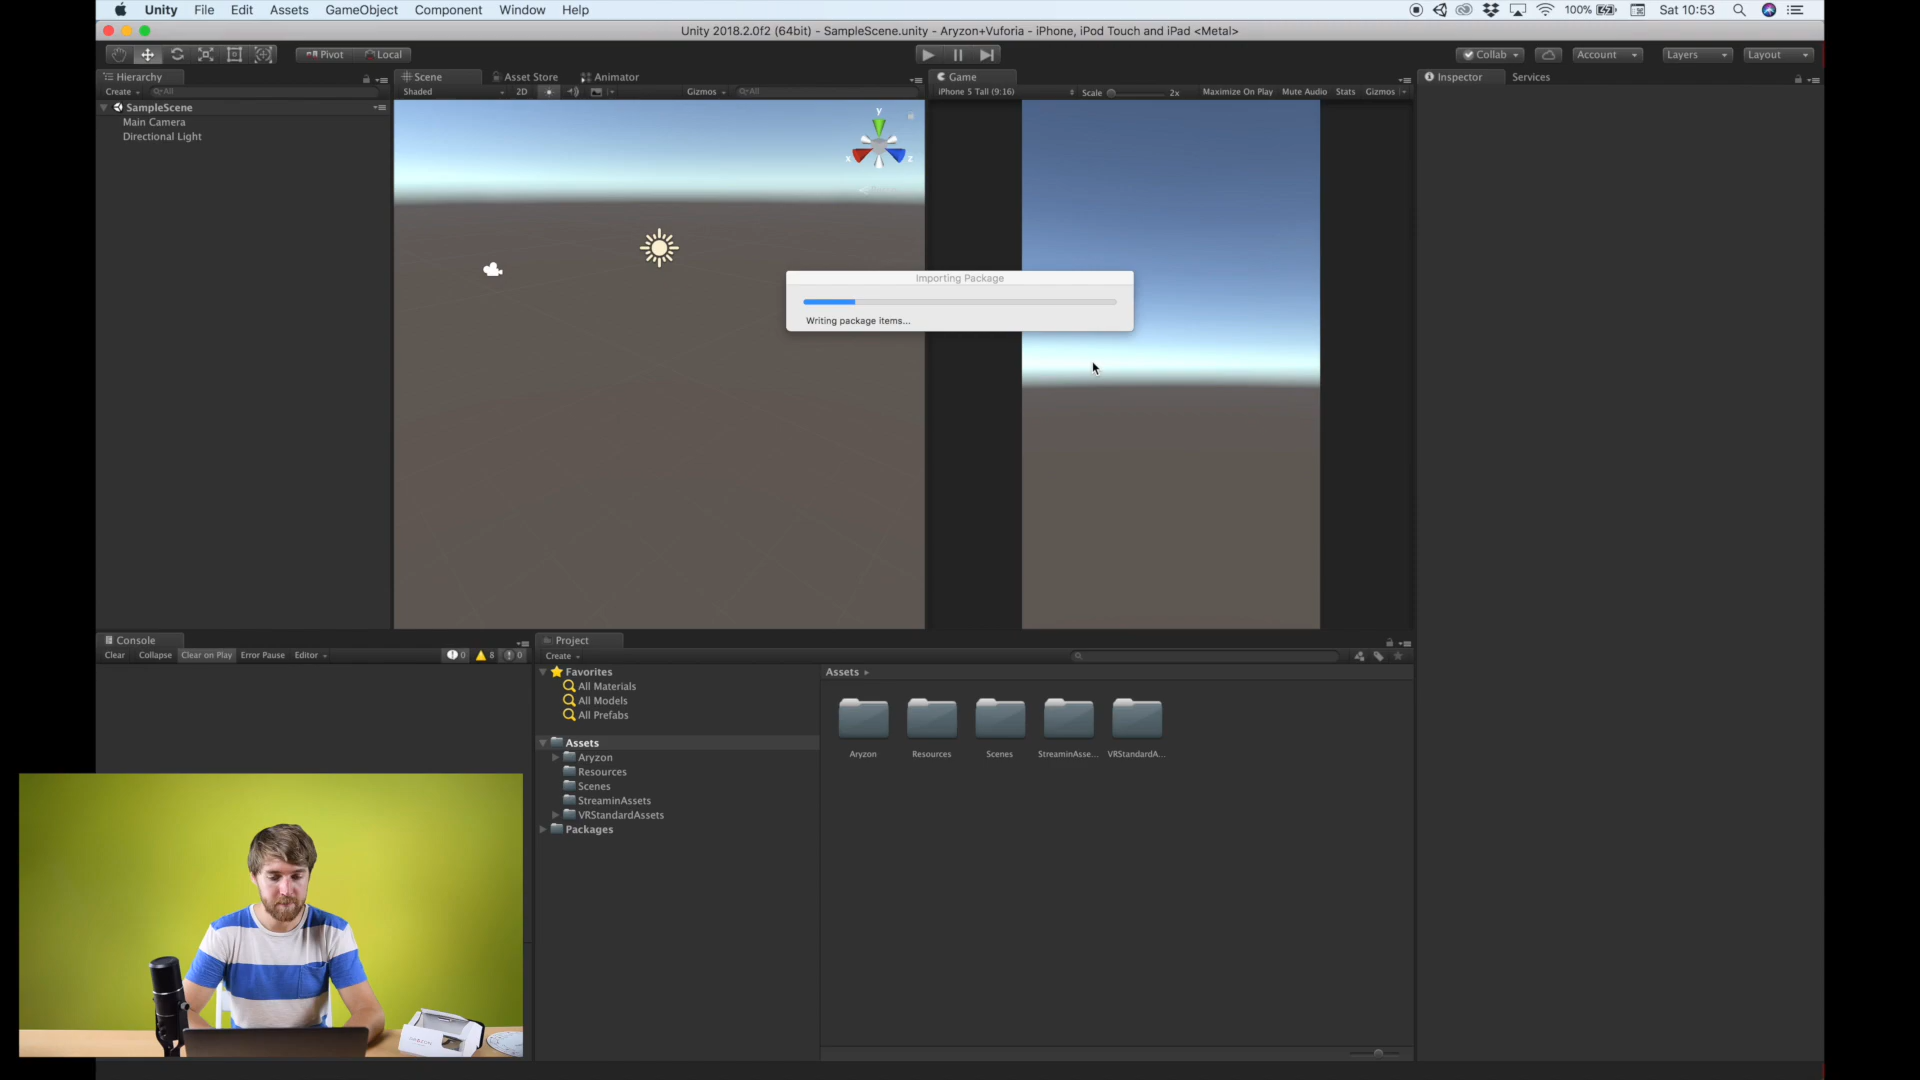 Unity File Edit Assets GameObject Component Window Help 100% Sat 10:53
Unity 2018.2.0f2 (64bit) - SampleScene.unity - Aryzon+Vuforia - iPhone, iPod Touch and iPad <Metal>
Pivot Local Collab Account Layers Layout
Hierarchy Scene Asset Store Animator Game Inspector Services
Create All Shaded 2D Gizmos All iPhone 5 Tall (9:16) Scale 2x Maximize On Play Mute Audio Stats Gizmos
SampleScene
Main Camera
Directional Light
y
x z
Importing Package
Writing package items...
Console Project
Clear Collapse Clear on Play Error Pause Editor 0 8 0 Create
Favorites
All Materials
All Models
All Prefabs
Assets
Aryzon
Resources
Scenes
StreaminAssets
VRStandardAssets
Packages
Assets
Aryzon Resources Scenes StreaminAsse... VRStandardA...